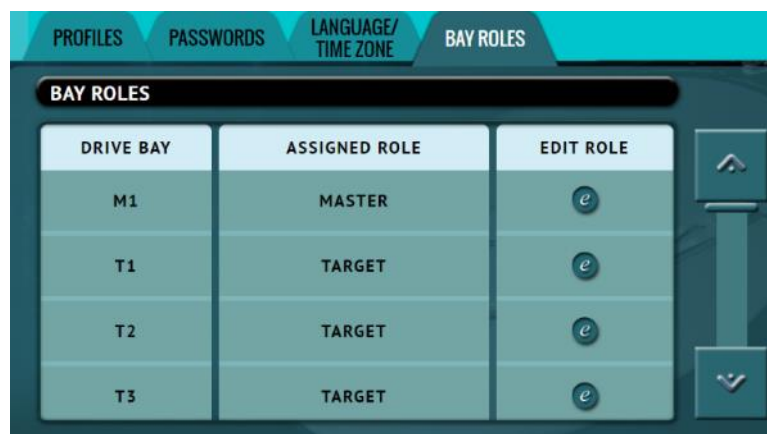 PROFILES PASSWORDS LANGUAGE/
TIME ZONE BAY ROLES
BAY ROLES
DRIVE BAY ASSIGNED ROLE EDIT ROLE
M1 MASTER e
T1 TARGET e
T2 TARGET e
T3 TARGET e